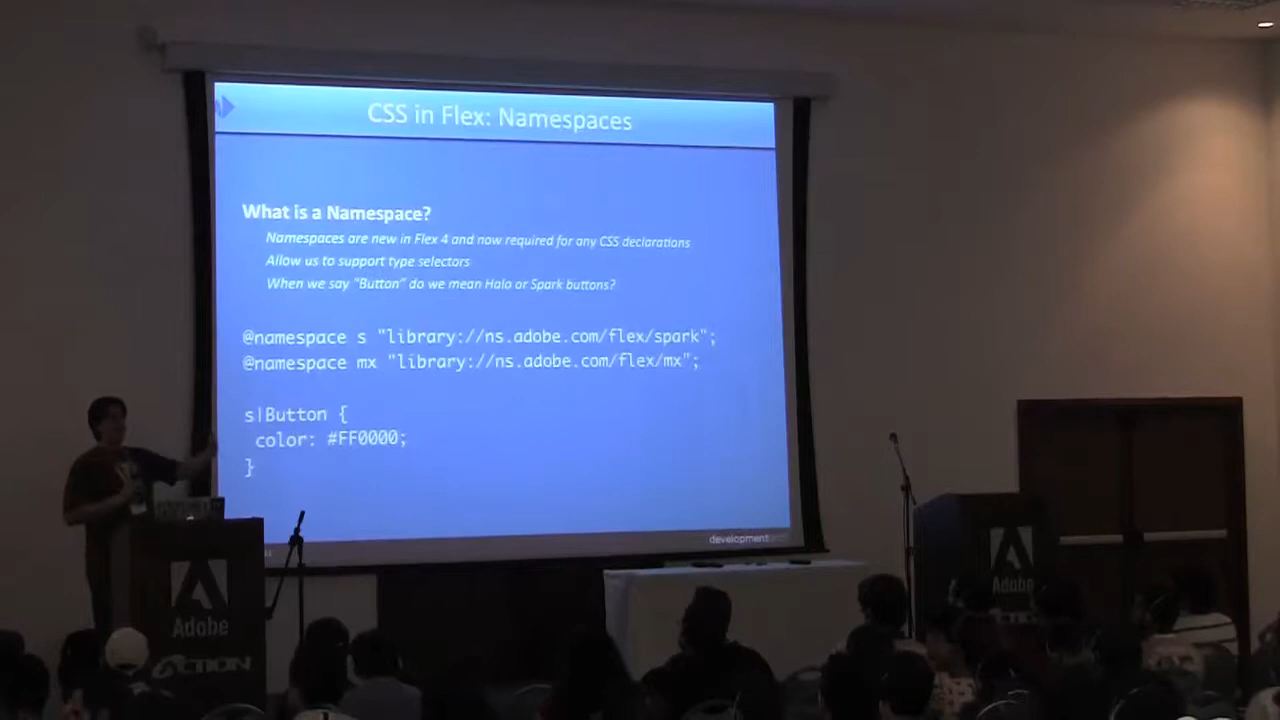 CSS in Flex: Namespaces
What is a Namespace?
Namespaces are new in Flex 4 and now required for any CSS declarations
Allow us to support type selectors
When we say "Button" do we mean Halo or Spark buttons?
@namespace s "library://ns.adobe.com/flex/spark";
@namespace mx "library://ns.adobe.com/flex/mx";
s|Button {
color: #FF0000;
}
development
Adobe
ACTION
Adobe